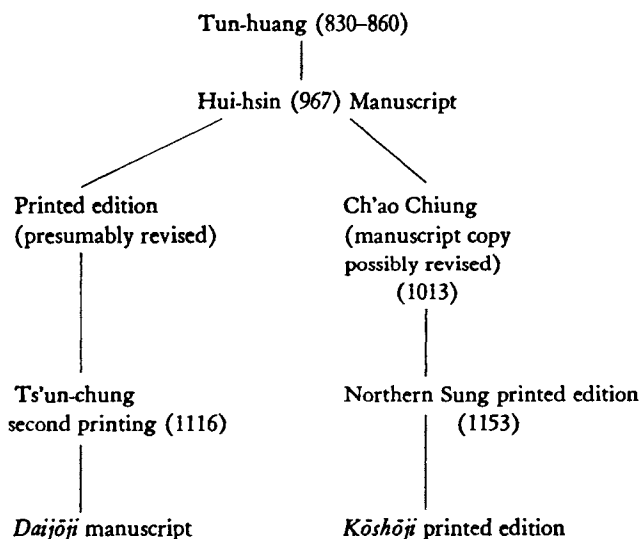 Tun-huang (830–860)
Hui-hsin (967) Manuscript
Printed edition
(presumably revised)
Ch'ao Chiung
(manuscript copy
possibly revised)
(1013)
Ts'un-chung
second printing (1116)
Northern Sung printed edition
(1153)
Daijōji manuscript
Kōshōji printed edition